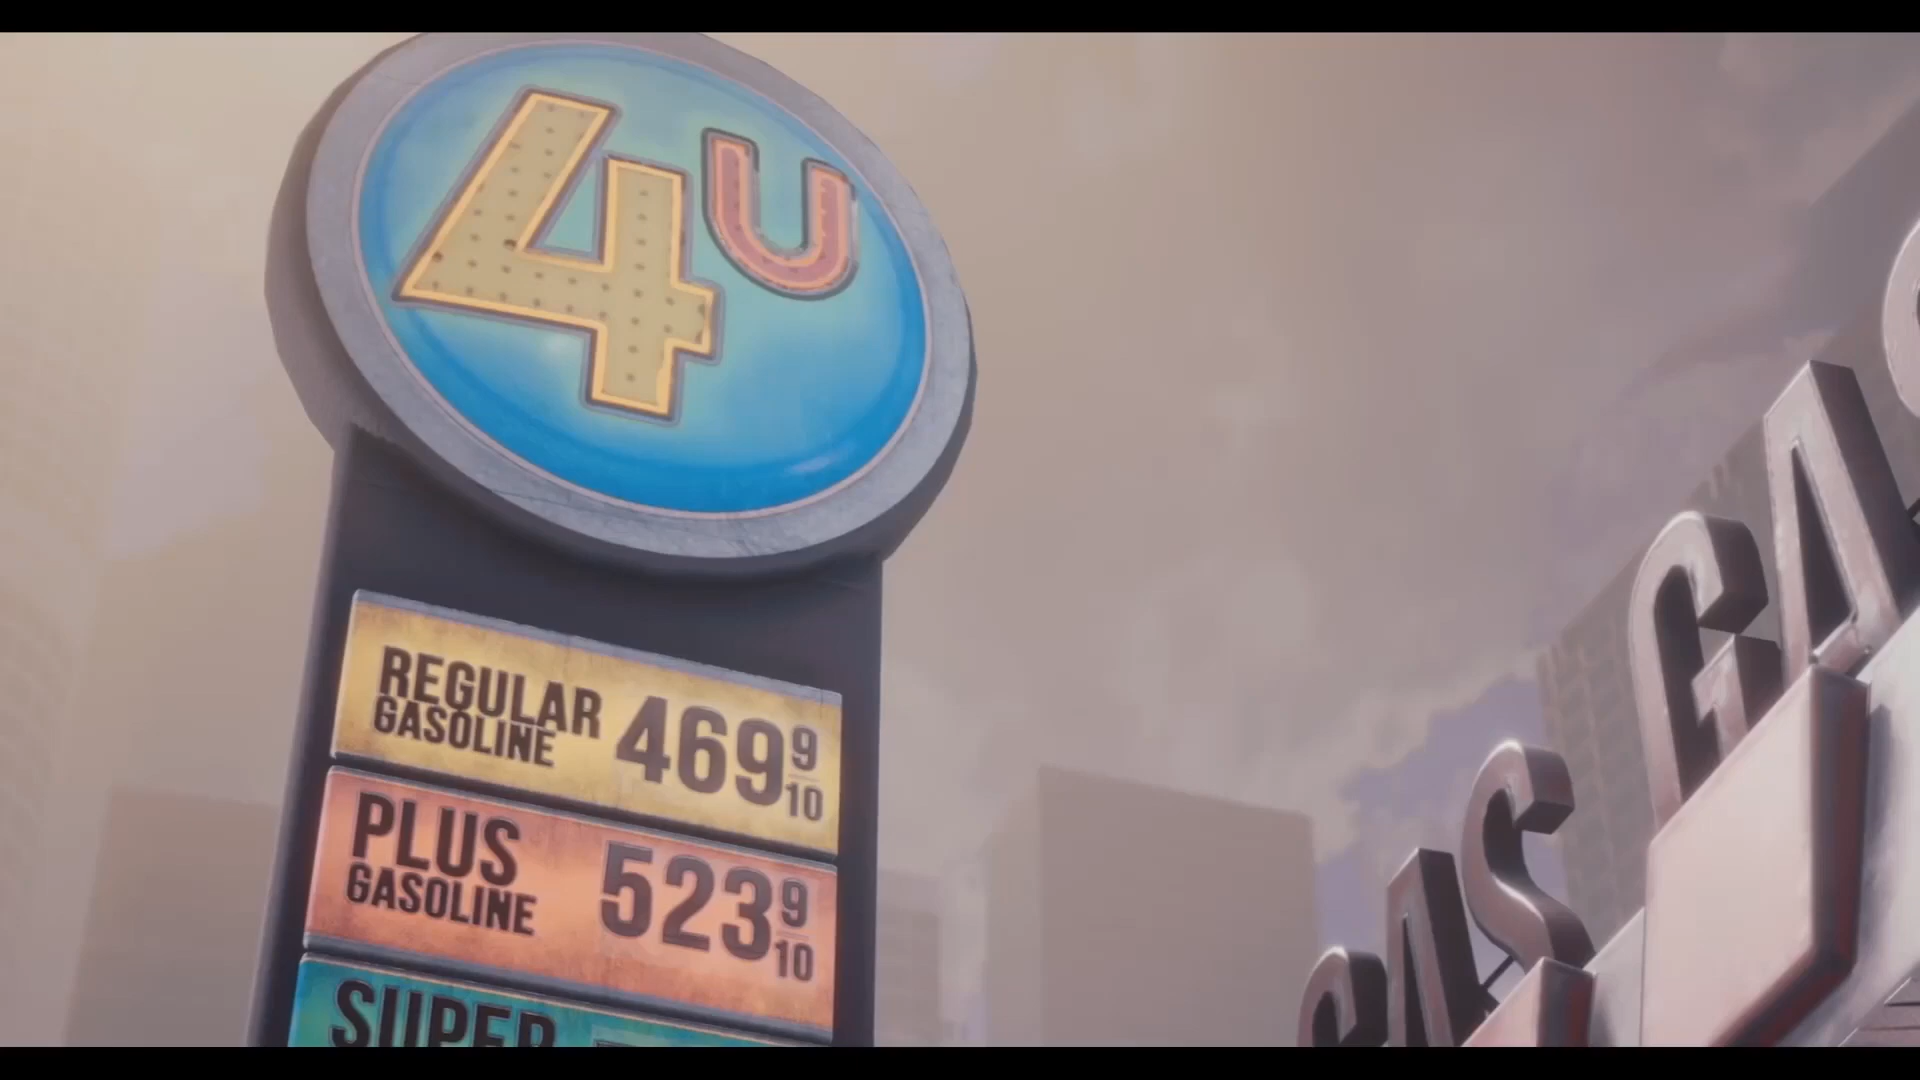 4U
REGULAR
GASOLINE
469 9/10
PLUS
GASOLINE
523 9/10
SUPER
GAS
GAS